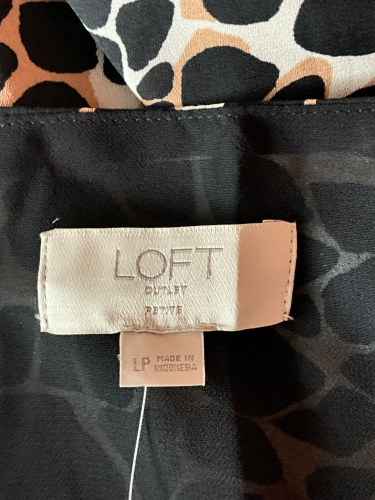 LOFT
OUTLET
PETITE
LP MADE IN
INDONESIA